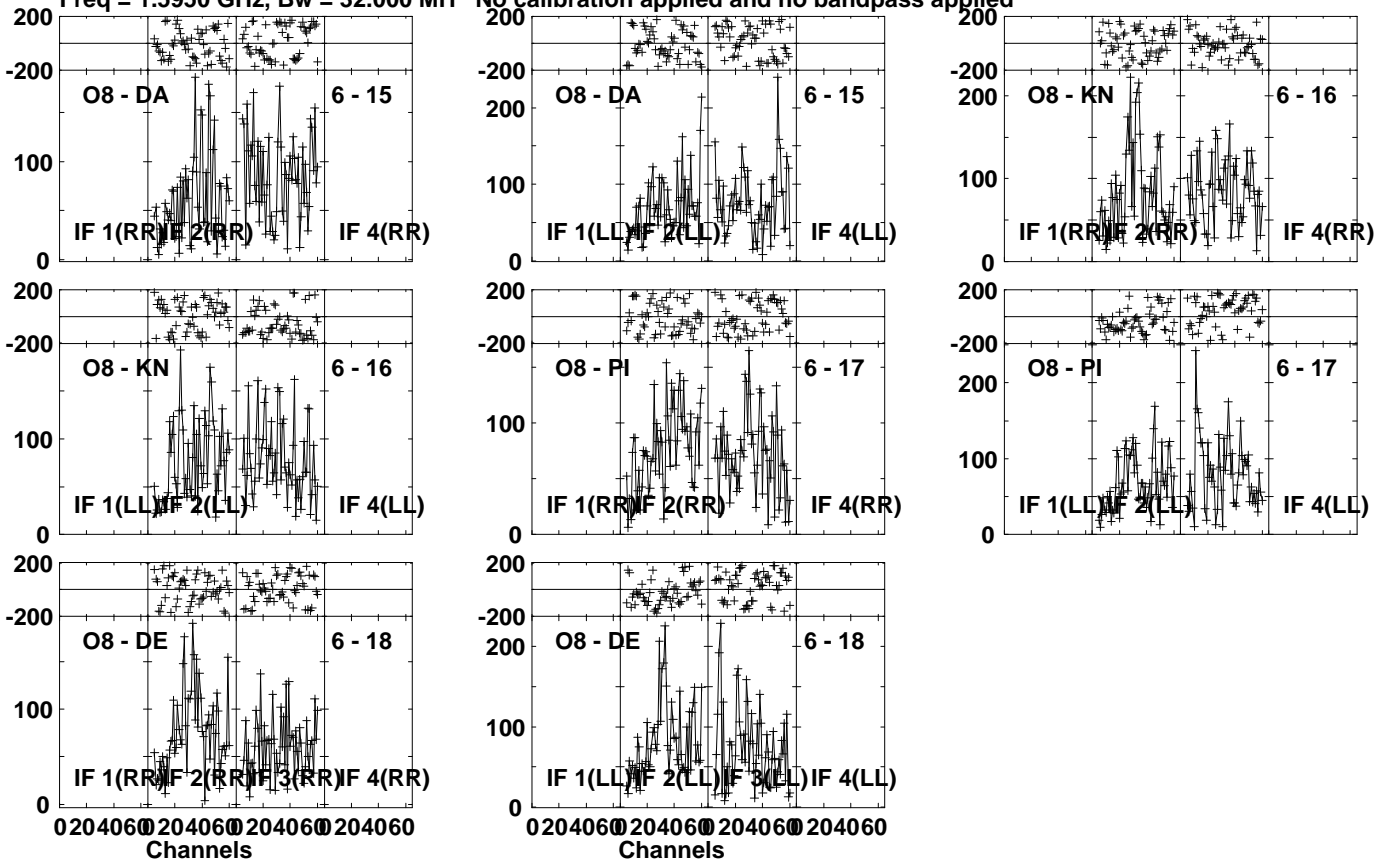 Freq = 1.5950 GHz, Bw = 32.000 MH No calibration applied and no bandpass applied
200 200 200
-200 -200 -200
O8 - DA 6 - 15 O8 - DA 6 - 15 O8 - KN 6 - 16
200 200
100 100 100
IF 1(RR) IF 2(RR) IF 4(RR) IF 1(LL) IF 2(LL) IF 4(LL) IF 1(RR) IF 2(RR) IF 4(RR)
0 0 0
200 200 200
-200 -200 -200
O8 - KN 6 - 16 O8 - PI 6 - 17 O8 - PI 6 - 17
200
100 100 100
IF 1(LL) IF 2(LL) IF 4(LL) IF 1(RR) IF 2(RR) IF 4(RR) IF 1(LL) IF 2(LL) IF 4(LL)
0 0 0
200 200
-200 -200
O8 - DE 6 - 18 O8 - DE 6 - 18
200
100 100
IF 1(RR) IF 2(RR) IF 3(RR) IF 4(RR) IF 1(LL) IF 2(LL) IF 3(LL) IF 4(LL)
0 0
0 20 40 60 0 20 40 60 0 20 40 60 0 20 40 60 0 20 40 60 0 20 40 60 0 20 40 60 0 20 40 60
Channels Channels